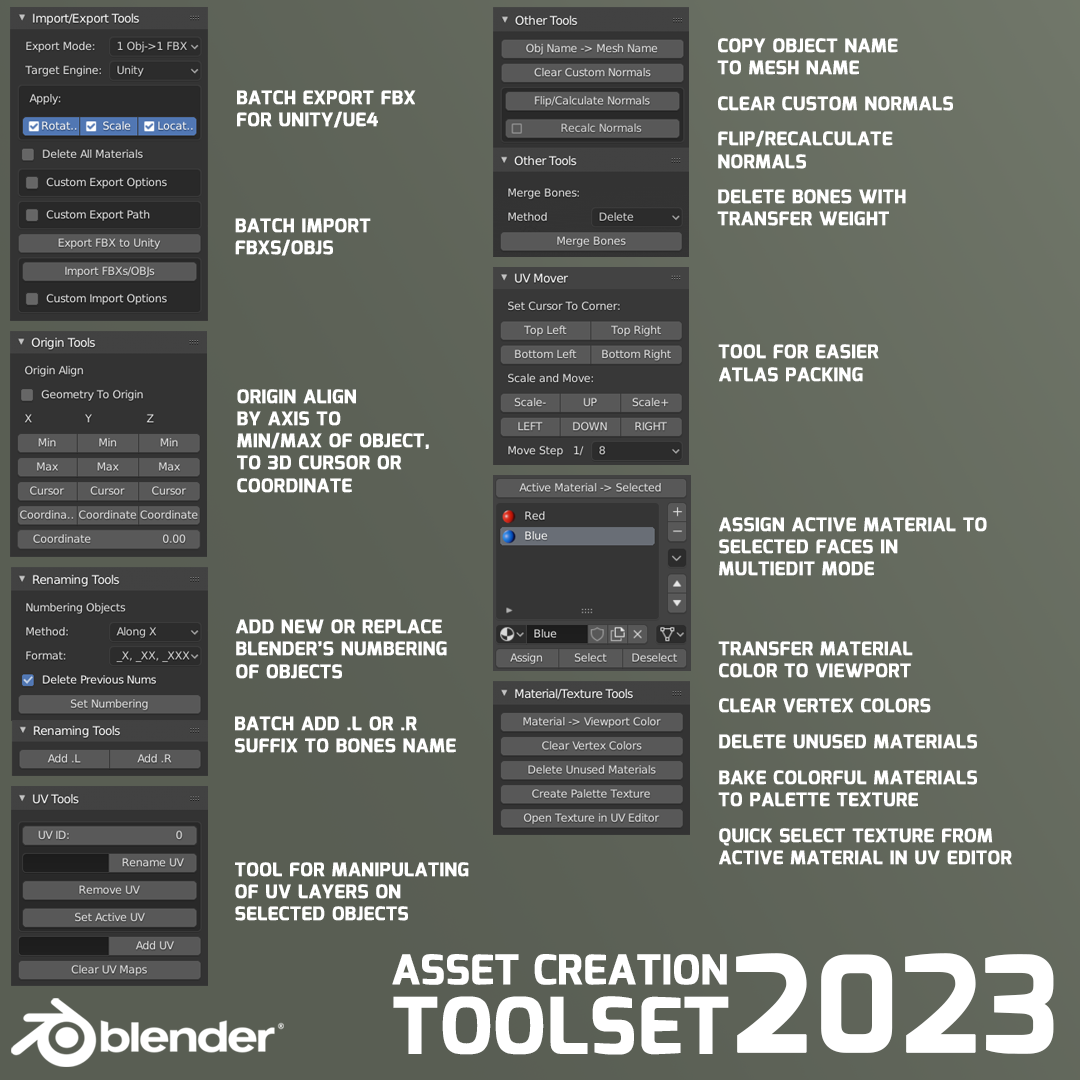 Import/Export Tools
Export Mode: 1 Obj->1 FBX
Target Engine: Unity
Apply:
Rotat.. Scale Locat..
Delete All Materials
Custom Export Options
Custom Export Path
Export FBX to Unity
Import FBXs/OBJs
Custom Import Options
BATCH EXPORT FBX
FOR UNITY/UE4
BATCH IMPORT
FBXS/OBJS
Origin Tools
Origin Align
Geometry To Origin
X Y Z
Min Min Min
Max Max Max
Cursor Cursor Cursor
Coordina.. Coordinate Coordinate
Coordinate 0.00
ORIGIN ALIGN
BY AXIS TO
MIN/MAX OF OBJECT,
TO 3D CURSOR OR
COORDINATE
Renaming Tools
Numbering Objects
Method: Along X
Format: _X, _XX, _XXX
Delete Previous Nums
Set Numbering
Renaming Tools
Add .L Add .R
ADD NEW OR REPLACE
BLENDER'S NUMBERING
OF OBJECTS
BATCH ADD .L OR .R
SUFFIX TO BONES NAME
UV Tools
UV ID: 0
Rename UV
Remove UV
Set Active UV
Add UV
Clear UV Maps
TOOL FOR MANIPULATING
OF UV LAYERS ON
SELECTED OBJECTS
Other Tools
Obj Name -> Mesh Name
Clear Custom Normals
Flip/Calculate Normals
Recalc Normals
Other Tools
Merge Bones:
Method Delete
Merge Bones
COPY OBJECT NAME
TO MESH NAME
CLEAR CUSTOM NORMALS
FLIP/RECALCULATE
NORMALS
DELETE BONES WITH
TRANSFER WEIGHT
UV Mover
Set Cursor To Corner:
Top Left Top Right
Bottom Left Bottom Right
Scale and Move:
Scale- UP Scale+
LEFT DOWN RIGHT
Move Step 1/ 8
TOOL FOR EASIER
ATLAS PACKING
Active Material -> Selected
Red
Blue
Blue
Assign Select Deselect
ASSIGN ACTIVE MATERIAL TO
SELECTED FACES IN
MULTIEDIT MODE
Material/Texture Tools
Material -> Viewport Color
Clear Vertex Colors
Delete Unused Materials
Create Palette Texture
Open Texture in UV Editor
TRANSFER MATERIAL
COLOR TO VIEWPORT
CLEAR VERTEX COLORS
DELETE UNUSED MATERIALS
BAKE COLORFUL MATERIALS
TO PALETTE TEXTURE
QUICK SELECT TEXTURE FROM
ACTIVE MATERIAL IN UV EDITOR
blender®
ASSET CREATION
TOOLSET 2023